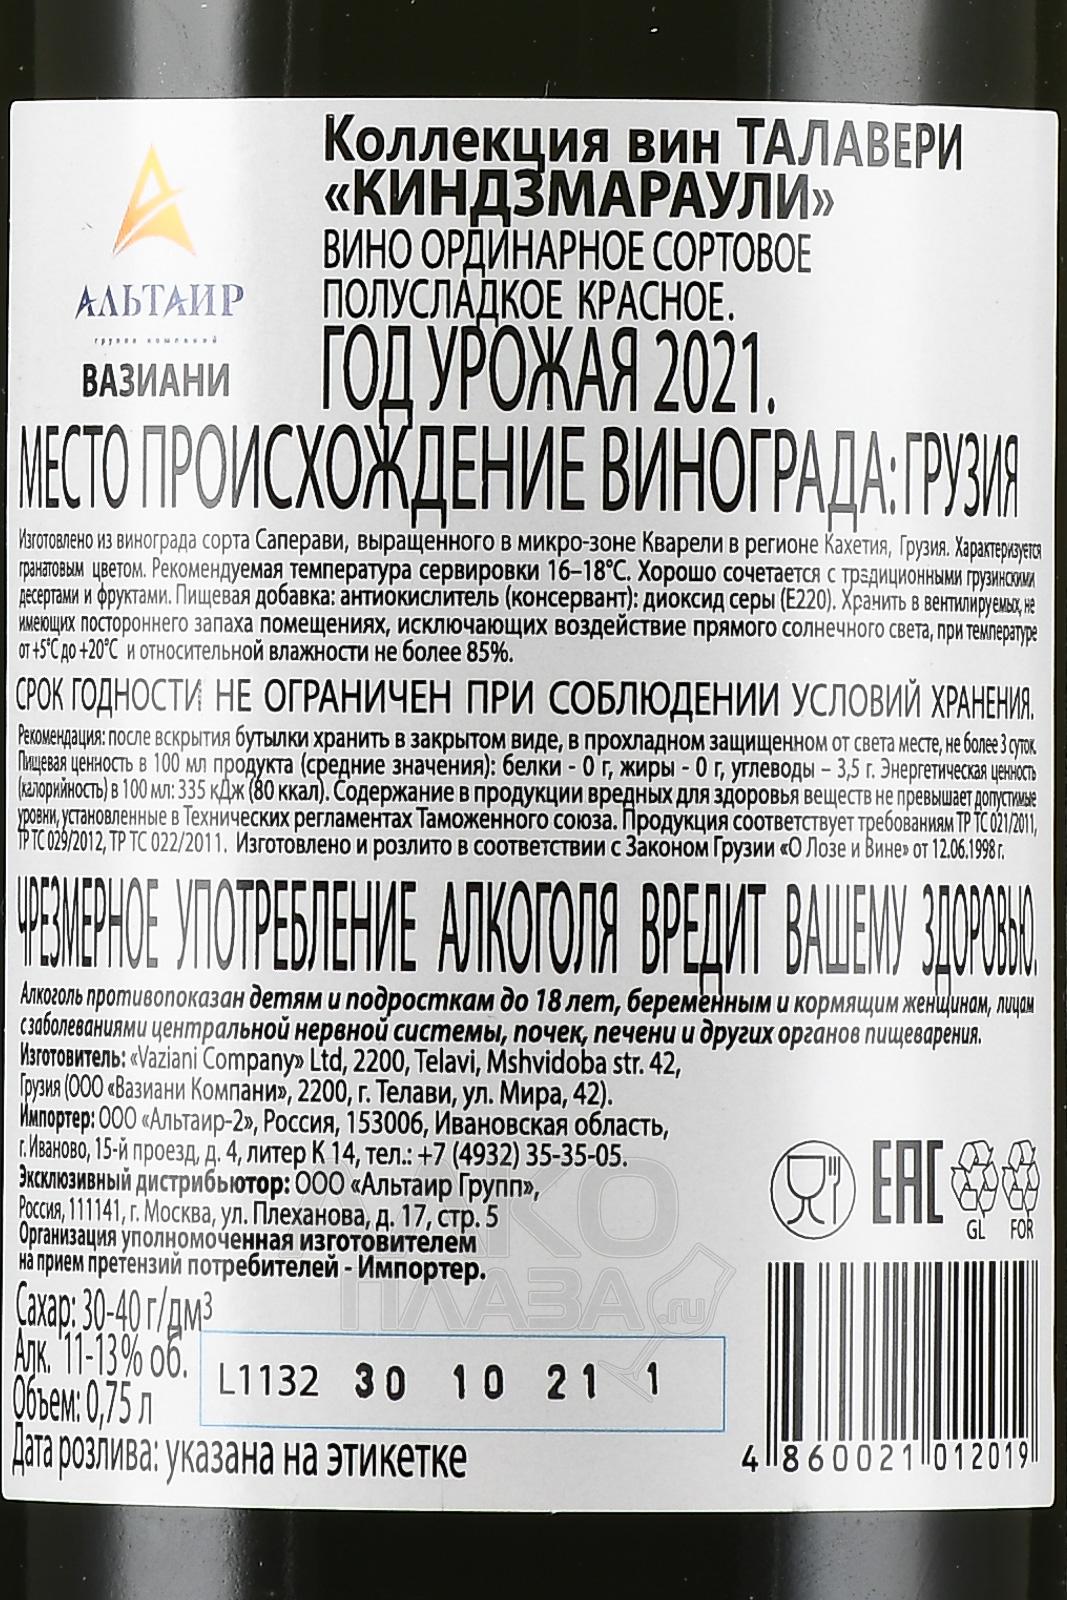 Коллекция вин ТАЛАВЕРИ
«КИНДЗМАРАУЛИ»
ВИНО ОРДИНАРНОЕ СОРТОВОЕ
ПОЛУСЛАДКОЕ КРАСНОЕ.
ГОД УРОЖАЯ 2021.
АЛЬТАИР
группа компаний
ВАЗИАНИ
МЕСТО ПРОИСХОЖДЕНИЕ ВИНОГРАДА: ГРУЗИЯ
Изготовлено из винограда сорта Саперави, выращенного в микро-зоне Кварели в регионе Кахетия, Грузия. Характеризуется
гранатовым цветом. Рекомендуемая температура сервировки 16-18°С. Хорошо сочетается с традиционными грузинскими
десертами и фруктами. Пищевая добавка: антиокислитель (консервант): диоксид серы (Е220). Хранить в вентилируемых, не
имеющих постороннего запаха помещениях, исключающих воздействие прямого солнечного света, при температуре
от +5°С до +20°С и относительной влажности не более 85%.
СРОК ГОДНОСТИ НЕ ОГРАНИЧЕН ПРИ СОБЛЮДЕНИИ УСЛОВИЙ ХРАНЕНИЯ.
Рекомендация: после вскрытия бутылки хранить в закрытом виде, в прохладном защищенном от света месте, не более 3 суток.
Пищевая ценность в 100 мл продукта (средние значения): белки - 0 г, жиры - 0 г, углеводы – 3,5 г. Энергетическая ценность
(калорийность) в 100 мл: 335 кДж (80 ккал). Содержание в продукции вредных для здоровья веществ не превышает допустимые
уровни, установленные в Технических регламентах Таможенного союза. Продукция соответствует требованиям ТР ТС 021/2011,
ТР ТС 029/2012, ТР ТС 022/2011. Изготовлено и розлито в соответствии с Законом Грузии «О Лозе и Вине» от 12.06.1998 г.
ЧРЕЗМЕРНОЕ УПОТРЕБЛЕНИЕ АЛКОГОЛЯ ВРЕДИТ ВАШЕМУ ЗДОРОВЬЮ.
Алкоголь противопоказан детям и подросткам до 18 лет, беременным и кормящим женщинам, лицам
с заболеваниями центральной нервной системы, почек, печени и других органов пищеварения.
Изготовитель: «Vaziani Company» Ltd, 2200, Telavi, Mshvidoba str. 42,
Грузия (ООО «Вазиани Компани», 2200, г. Телави, ул. Мира, 42).
Импортер: ООО «Альтаир-2», Россия, 153006, Ивановская область,
г. Иваново, 15-й проезд, д. 4, литер К 14, тел.: +7 (4932) 35-35-05.
Эксклюзивный дистрибьютор: ООО «Альтаир Групп»,
Россия, 111141, г. Москва, ул. Плеханова, д. 17, стр. 5
Организация уполномоченная изготовителем
на прием претензий потребителей - Импортер.
EAC
GL FOR
АЛКО
ПЛАЗА.ru
Сахар: 30-40 г/дм³
Алк. 11-13% об.
Объем: 0,75 л
L1132 30 10 21 1
Дата розлива: указана на этикетке
4 860021 012019